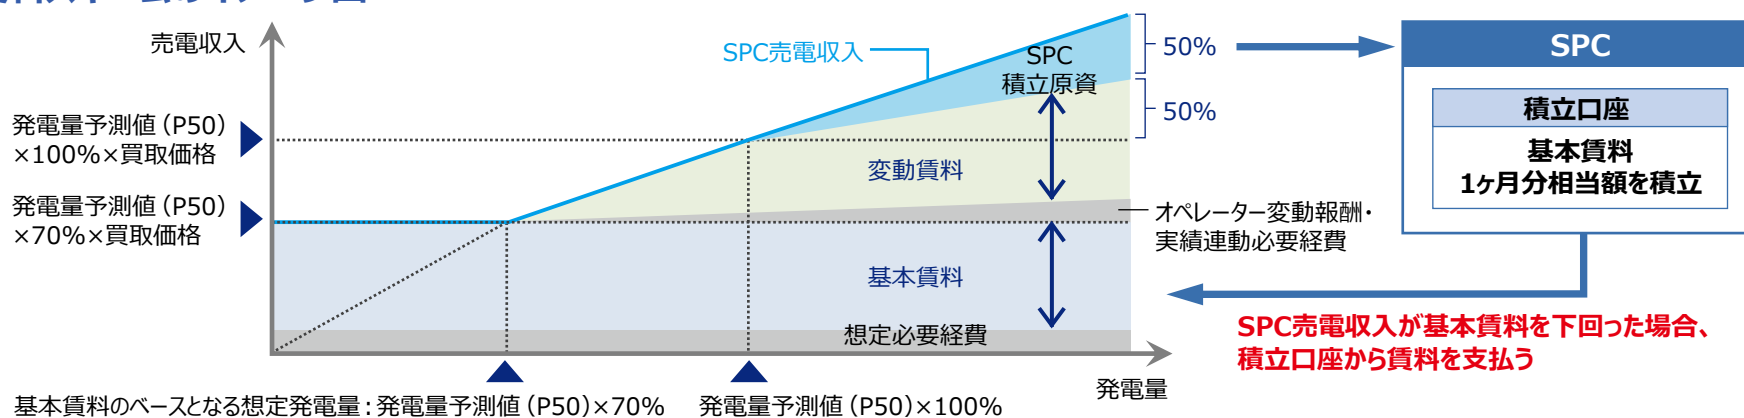 売電収入
SPC売電収入
SPC
積立原資
50%
50%
発電量予測値（P50）
×100%×買取価格
発電量予測値（P50）
×70%×買取価格
変動賃料
オペレーター変動報酬・
実績連動必要経費
基本賃料
想定必要経費
発電量
基本賃料のベースとなる想定発電量：発電量予測値（P50）×70%
発電量予測値（P50）×100%
SPC
積立口座
基本賃料
1ヶ月分相当額を積立
SPC売電収入が基本賃料を下回った場合、
積立口座から賃料を支払う